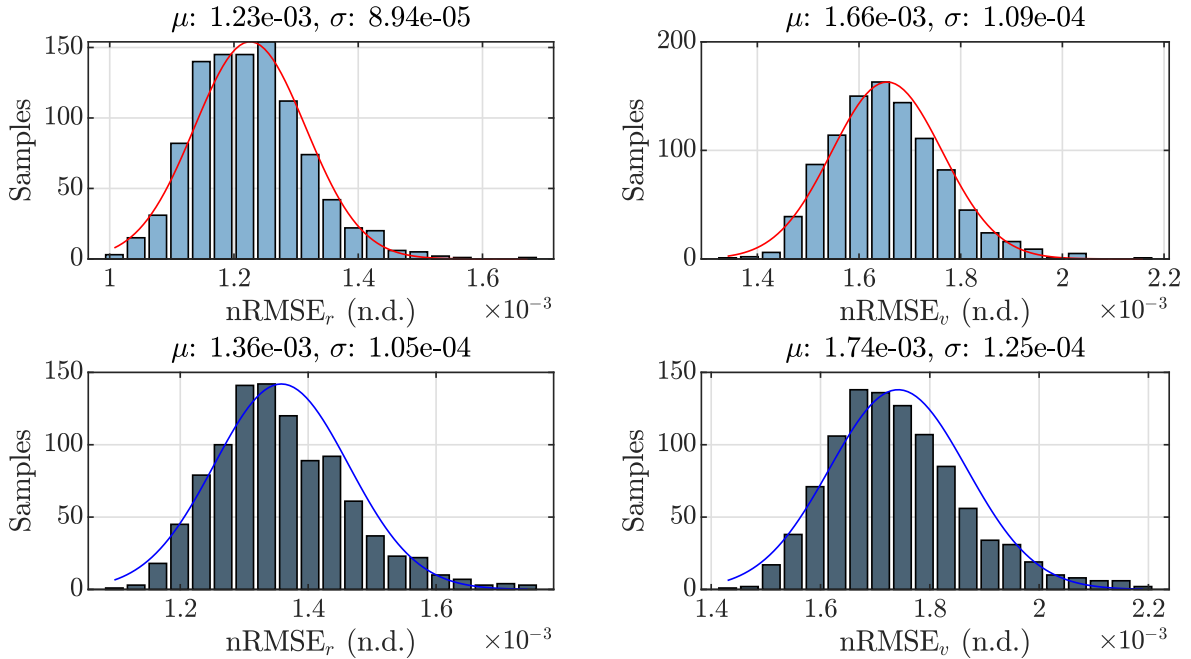 μ: 1.23e-03, σ: 8.94e-05
150
100
50
0
Samples
1 1.2 1.4 1.6
nRMSE_r (n.d.) ×10^-3
μ: 1.66e-03, σ: 1.09e-04
200
100
0
Samples
1.4 1.6 1.8 2 2.2
nRMSE_v (n.d.) ×10^-3
μ: 1.36e-03, σ: 1.05e-04
150
100
50
0
Samples
1.2 1.4 1.6
nRMSE_r (n.d.) ×10^-3
μ: 1.74e-03, σ: 1.25e-04
150
100
50
0
Samples
1.4 1.6 1.8 2 2.2
nRMSE_v (n.d.) ×10^-3